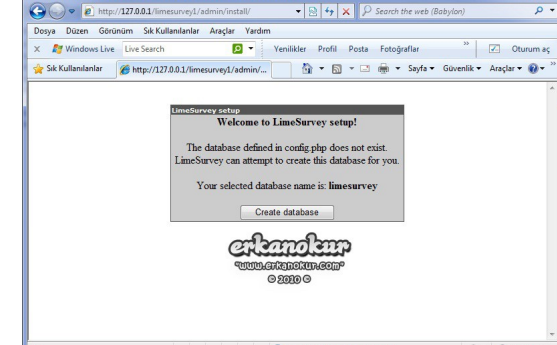 http://127.0.0.1/limesurvey1/admin/install/
Search the web (Babylon)
Dosya Düzen Görünüm Sık Kullanılanlar Araçlar Yardım
X Windows Live Live Search Yenilikler Profil Posta Fotoğraflar » Oturum aç
Sık Kullanılanlar http://127.0.0.1/limesurvey1/admin/... Sayfa Güvenlik Araçlar »
LimeSurvey setup
Welcome to LimeSurvey setup!
The database defined in config.php does not exist.
LimeSurvey can attempt to create this database for you.
Your selected database name is: limesurvey
Create database
erkanokur
"www.erkanokur.com"
© 2010 ©